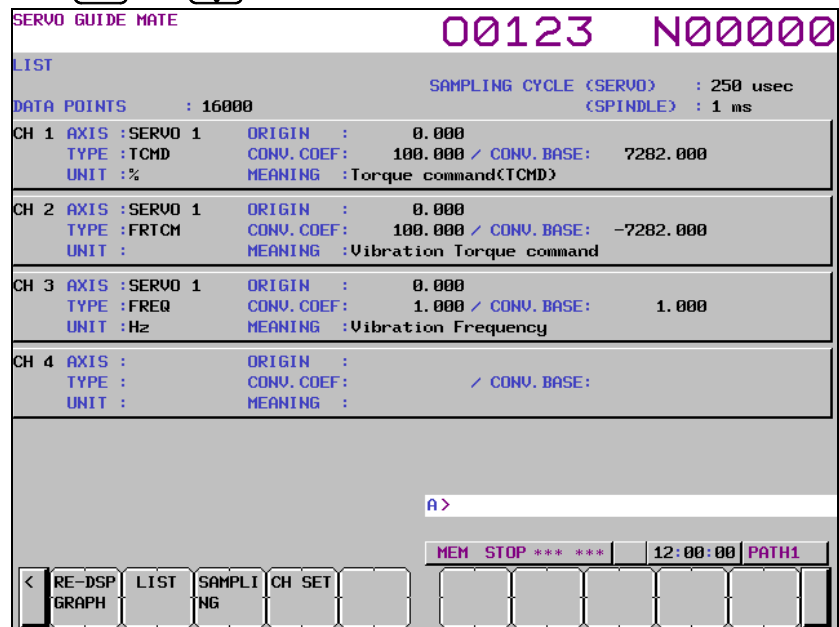 SERVO GUIDE MATE
O0123 N00000
LIST
SAMPLING CYCLE (SERVO) : 250 usec
DATA POINTS : 16000 (SPINDLE) : 1 ms
CH 1 AXIS :SERVO 1 ORIGIN : 0.000
TYPE :TCMD CONV.COEF: 100.000 / CONV.BASE: 7282.000
UNIT :% MEANING :Torque command(TCMD)
CH 2 AXIS :SERVO 1 ORIGIN : 0.000
TYPE :FRTCM CONV.COEF: 100.000 / CONV.BASE: -7282.000
UNIT : MEANING :Vibration Torque command
CH 3 AXIS :SERVO 1 ORIGIN : 0.000
TYPE :FREQ CONV.COEF: 1.000 / CONV.BASE: 1.000
UNIT :Hz MEANING :Vibration Frequency
CH 4 AXIS : ORIGIN :
TYPE : CONV.COEF: / CONV.BASE:
UNIT : MEANING :
A>
MEM STOP *** *** 12:00:00 PATH1
< RE-DSP LIST SAMPLI CH SET
GRAPH NG